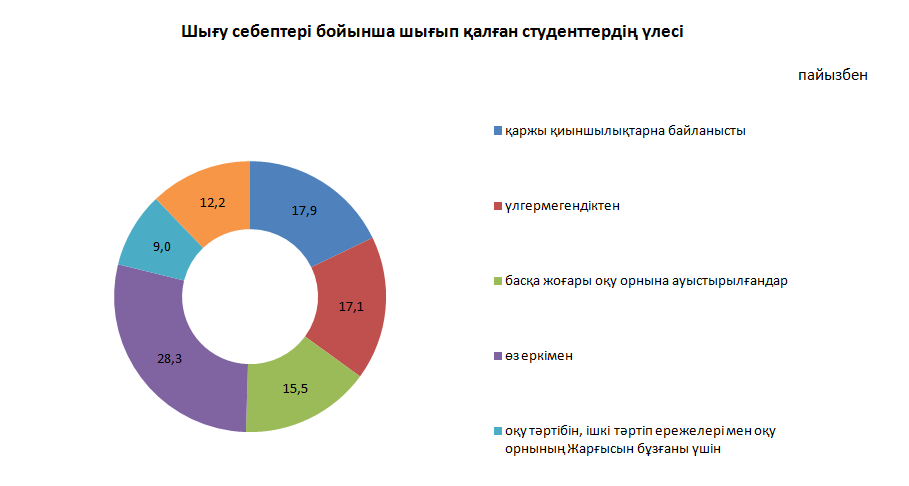 Шығу себептері бойынша шығып қалған студенттердің үлесі
пайызбен
қаржы қиыншылықтарна байланысты
үлгермегендіктен
басқа жоғары оқу орнына ауыстырылғандар
өз еркімен
оқу тәртібін, ішкі тәртіп ережелері мен оқу
орнының Жарғысын бұзғаны үшін
12,2
17,9
9,0
17,1
28,3
15,5